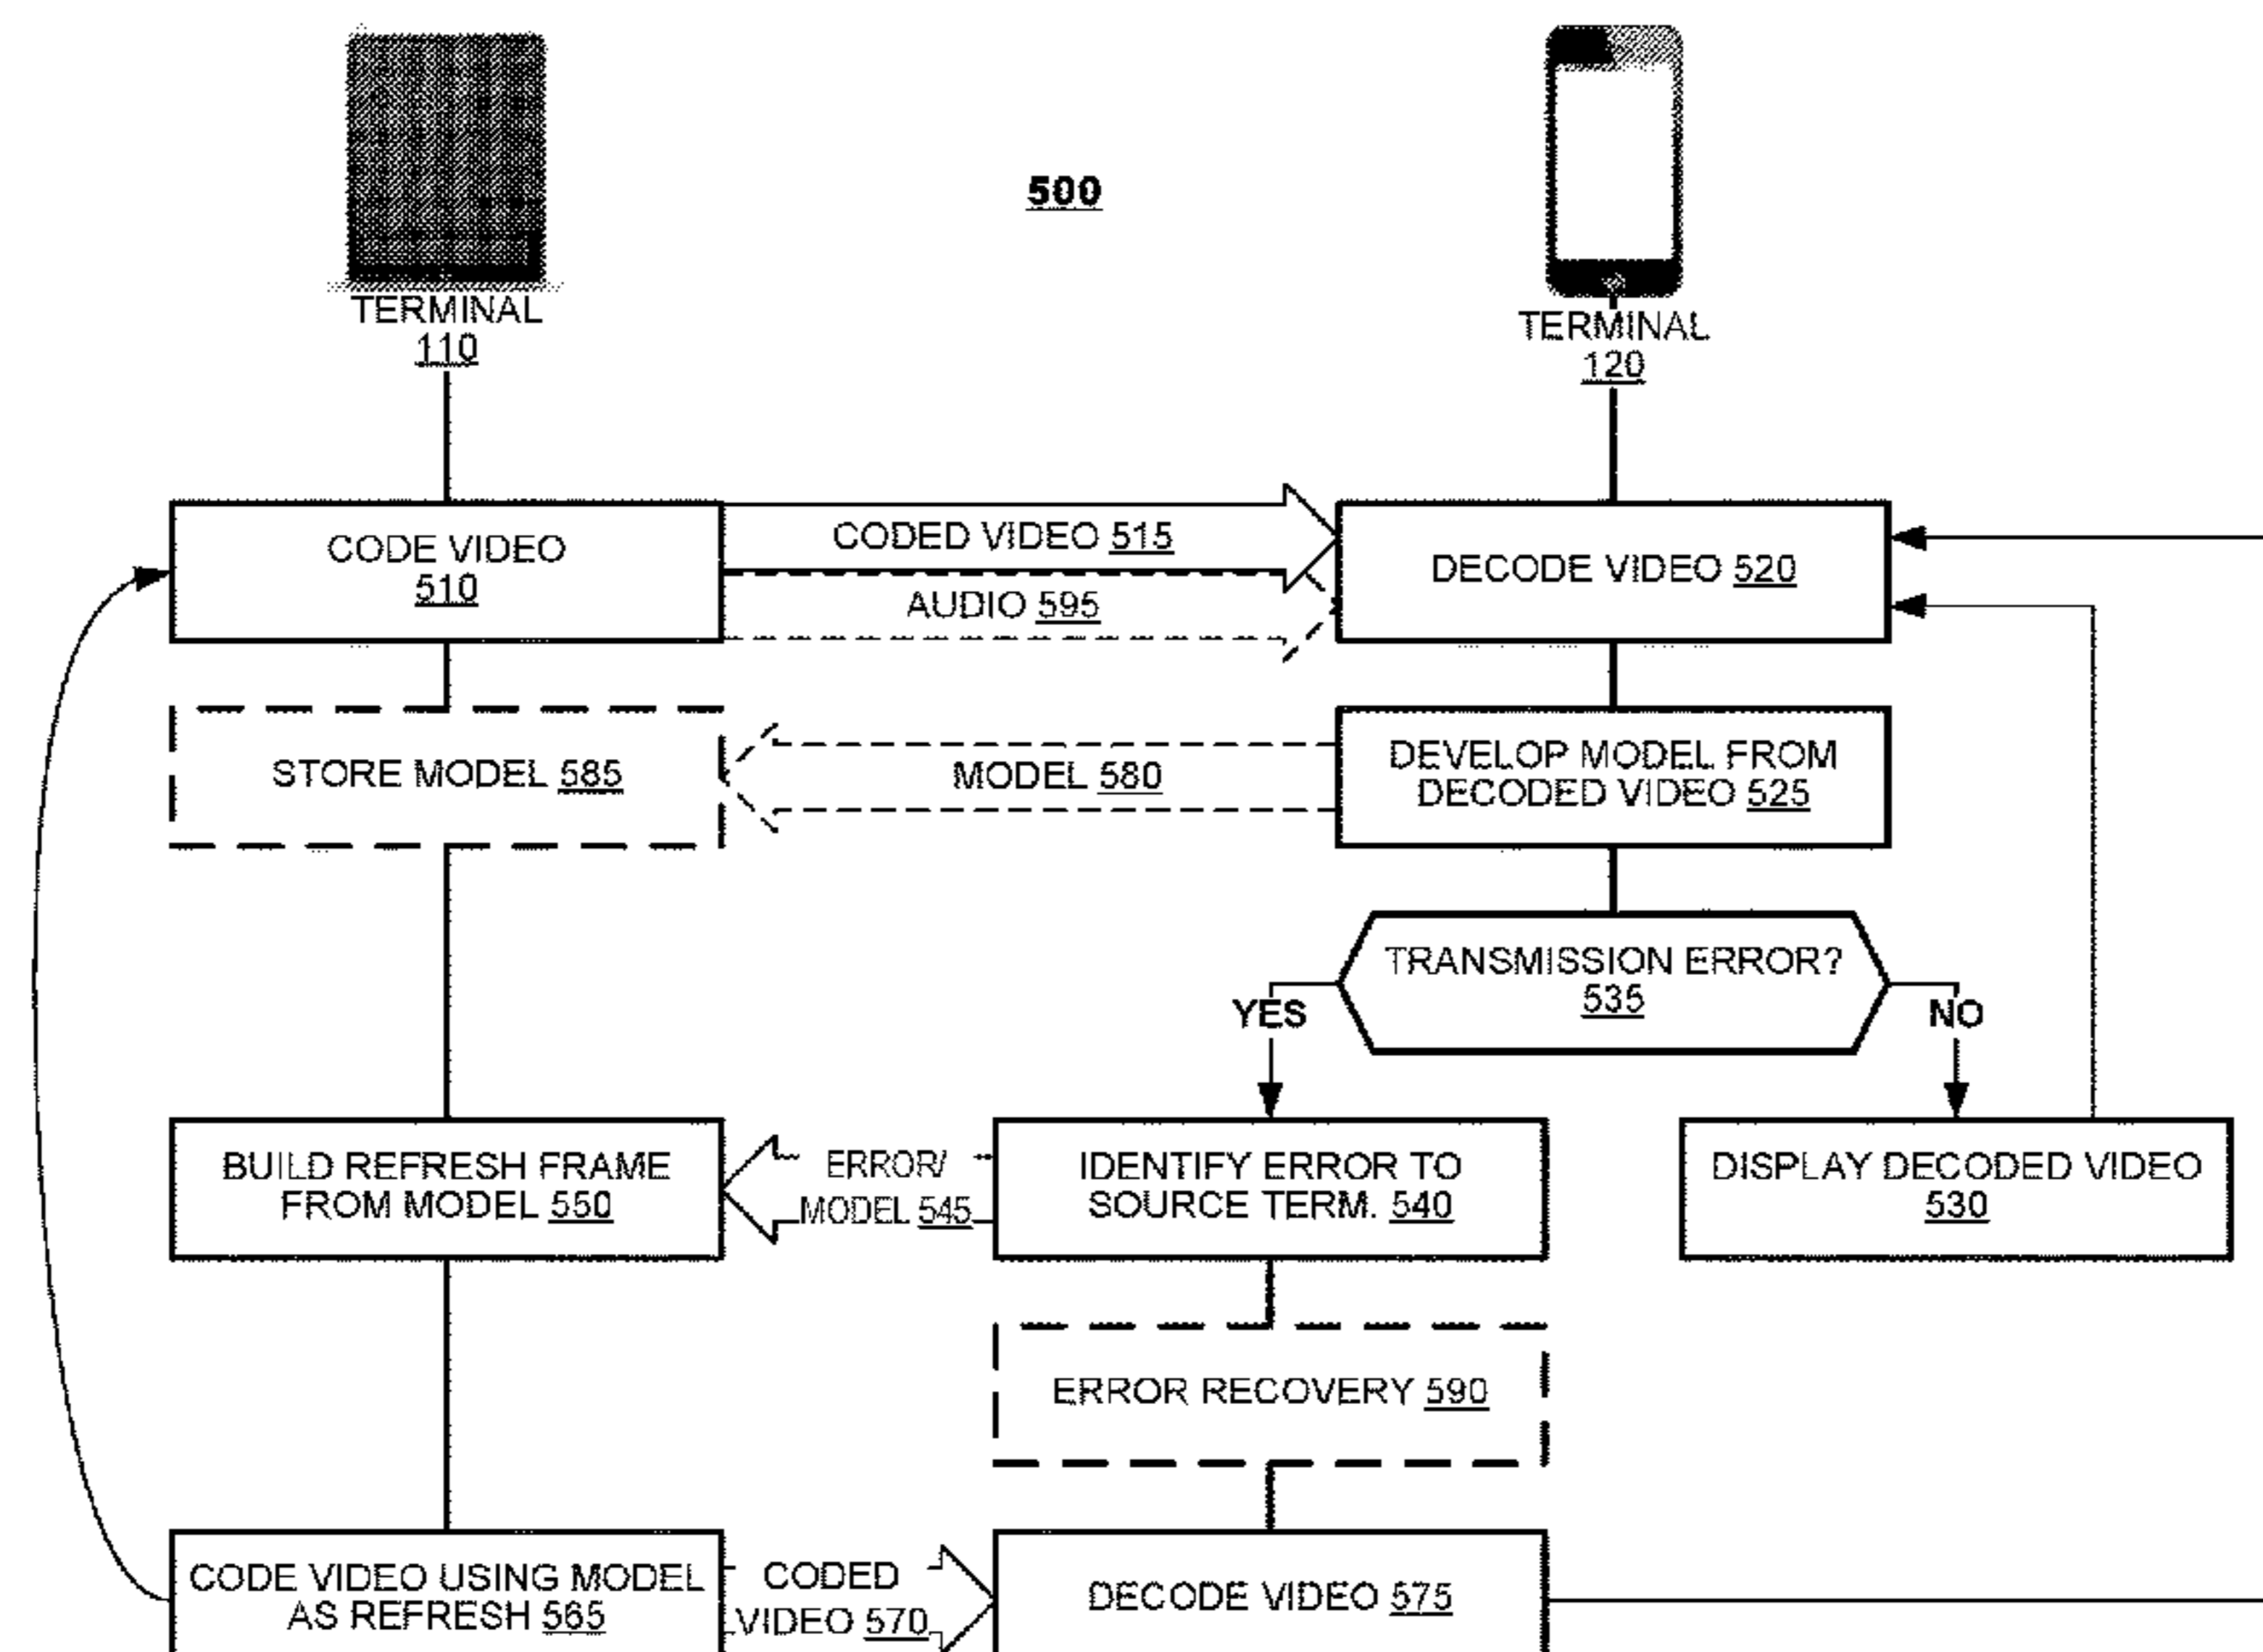 500
TERMINAL
110
TERMINAL
120
CODE VIDEO
510
CODED VIDEO 515
AUDIO 595
DECODE VIDEO 520
STORE MODEL 585
MODEL 580
DEVELOP MODEL FROM
DECODED VIDEO 525
TRANSMISSION ERROR?
535
YES
NO
BUILD REFRESH FRAME
FROM MODEL 550
ERROR/
MODEL 545
IDENTIFY ERROR TO
SOURCE TERM. 540
DISPLAY DECODED VIDEO
530
ERROR RECOVERY 590
CODE VIDEO USING MODEL
AS REFRESH 565
CODED
VIDEO 570
DECODE VIDEO 575